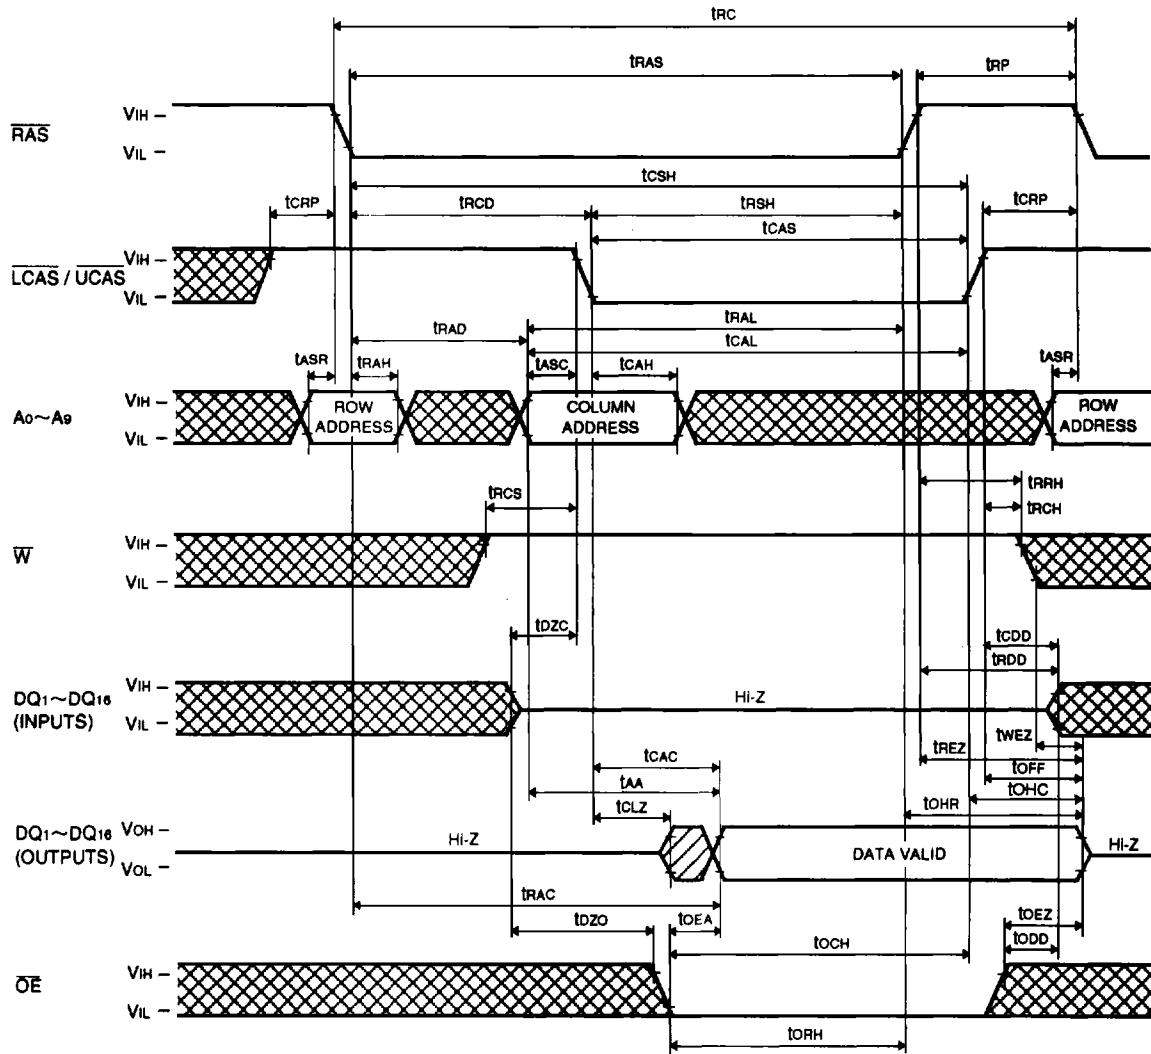 tRC
tRAS tRP
RAS VIH VIL
tCSH
tCRP tRCD tRSH tCRP
tCAS
LCAS / UCAS VIH VIL
tRAD tRAL
tCAL
tASR tRAH tASC tCAH tASR
A0~A9 VIH VIL
ROW ADDRESS
COLUMN ADDRESS
ROW ADDRESS
tRRH
tRCS tRCH
W VIH VIL
tDZC tCDD
tRDD
DQ1~DQ16 (INPUTS) VIH VIL
Hi-Z
tWEZ
tCAC tREZ
tAA tOFF
tCLZ tOHC
tOHR
DQ1~DQ16 (OUTPUTS) VOH VOL
Hi-Z DATA VALID Hi-Z
tRAC
tDZO tOEA tOEZ
tOCH tODD
OE VIH VIL
tORH